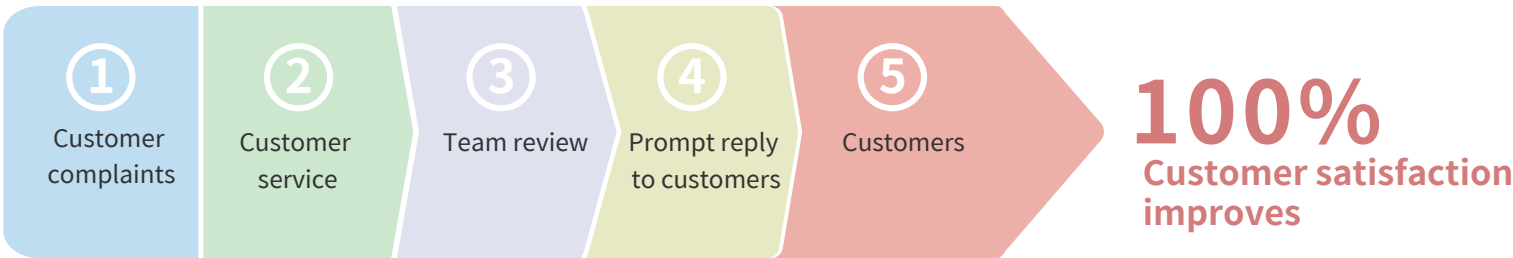 1
Customer
complaints
2
Customer
service
3
Team review
4
Prompt reply
to customers
5
Customers
100%
Customer satisfaction
improves